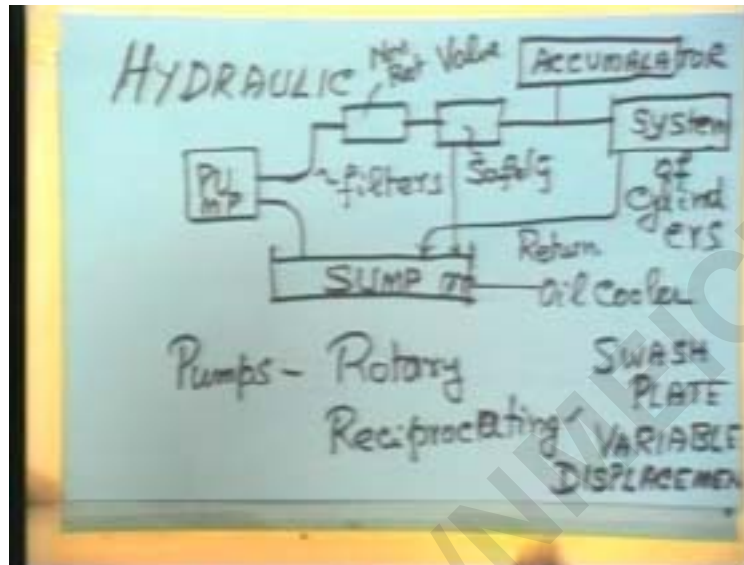 HYDRAULIC
Non Ret Valve
ACCUMALATOR
System
of
Cylind
ers
PU
MP
filters
Safety
Return
SUMP
Oil Cooler
Pumps - Rotary
Reciprocating
SWASH
PLATE
VARIABLE
DISPLACEMEN